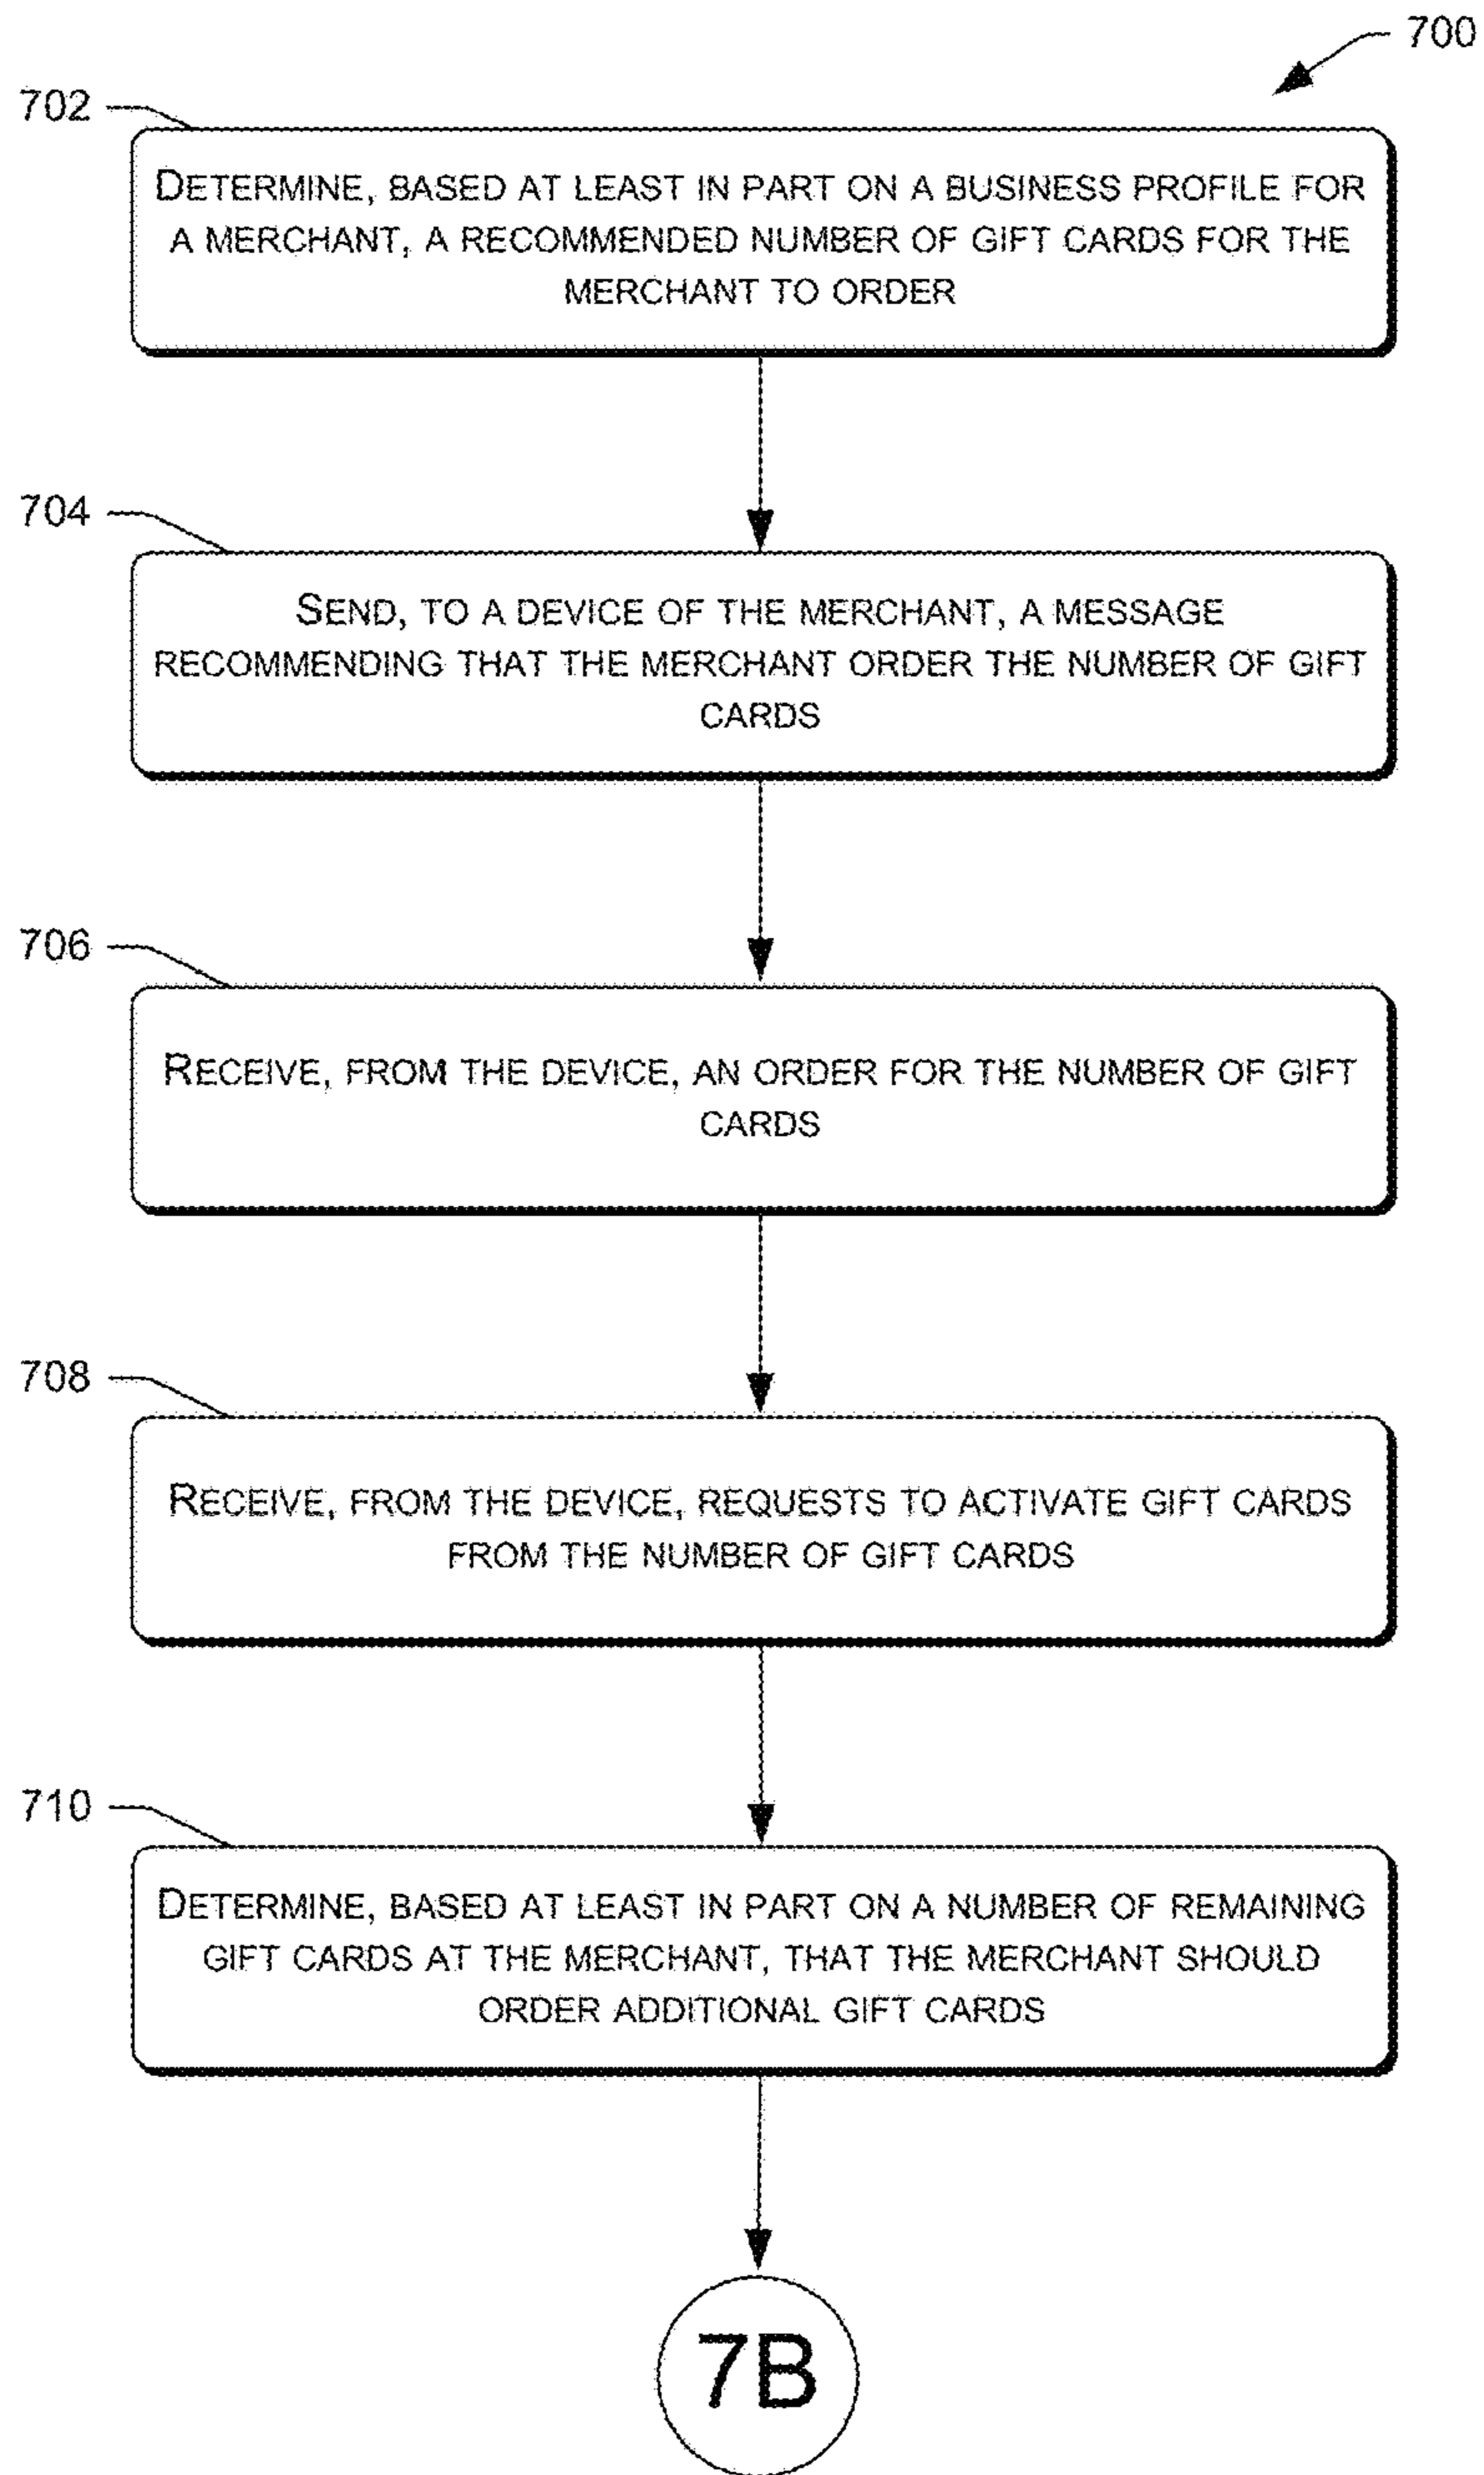 700
702
DETERMINE, BASED AT LEAST IN PART ON A BUSINESS PROFILE FOR
A MERCHANT, A RECOMMENDED NUMBER OF GIFT CARDS FOR THE
MERCHANT TO ORDER
704
SEND, TO A DEVICE OF THE MERCHANT, A MESSAGE
RECOMMENDING THAT THE MERCHANT ORDER THE NUMBER OF GIFT
CARDS
706
RECEIVE, FROM THE DEVICE, AN ORDER FOR THE NUMBER OF GIFT
CARDS
708
RECEIVE, FROM THE DEVICE, REQUESTS TO ACTIVATE GIFT CARDS
FROM THE NUMBER OF GIFT CARDS
710
DETERMINE, BASED AT LEAST IN PART ON A NUMBER OF REMAINING
GIFT CARDS AT THE MERCHANT, THAT THE MERCHANT SHOULD
ORDER ADDITIONAL GIFT CARDS
7B